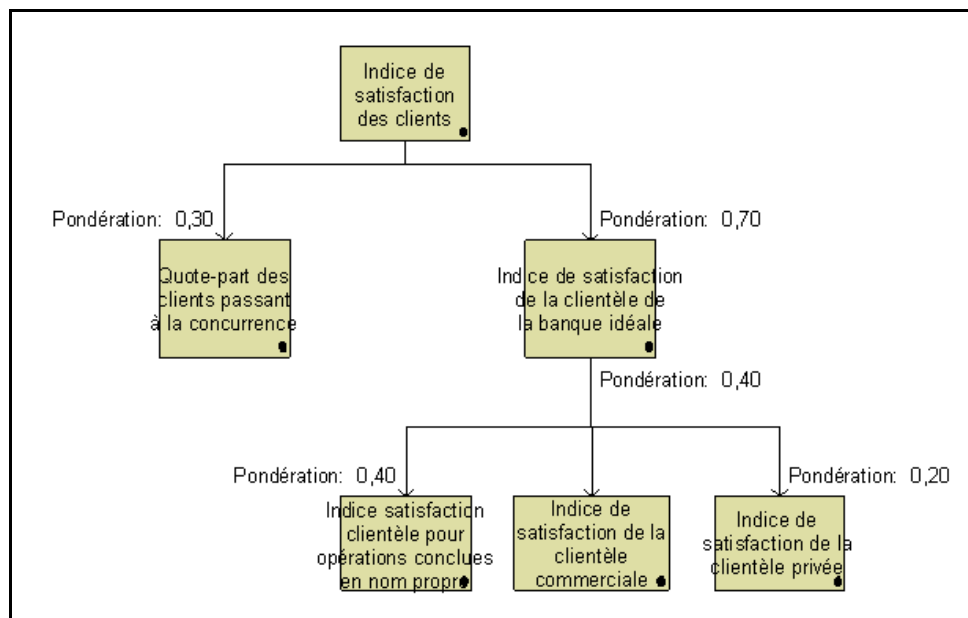 Indice de
satisfaction
des clients
Pondération: 0,30
Pondération: 0,70
Quote-part des
clients passant
à la concurrence
Indice de satisfaction
de la clientèle de
la banque idéale
Pondération: 0,40
Pondération: 0,40
Pondération: 0,20
Indice satisfaction
clientèle pour
opérations conclues
en nom propre
Indice de
satisfaction de la
clientèle
commerciale
Indice de
satisfaction de la
clientèle privée